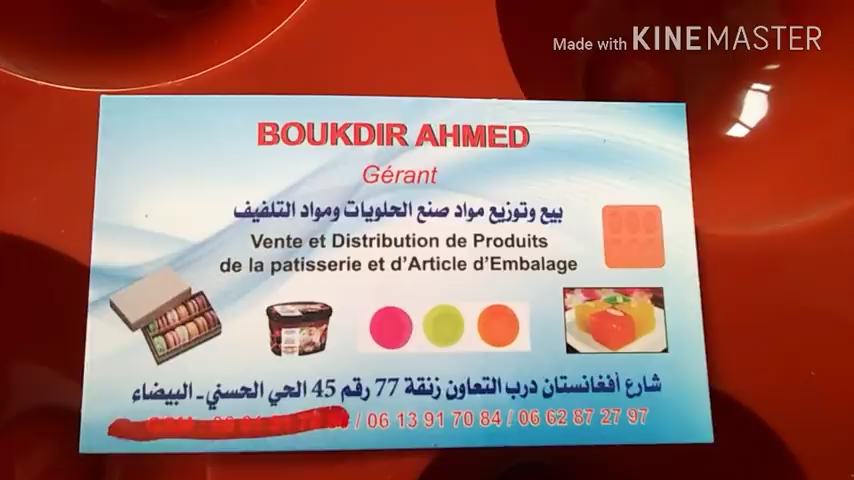 Made with KINEMASTER
BOUKDIR AHMED
Gérant
بيع وتوزيع مواد صنع الحلويات ومواد التلفيف
Vente et Distribution de Produits
de la patisserie et d'Article d'Embalage
شارع أفغانستان درب التعاون زنقة 77 رقم 45 الحي الحسني - البيضاء
/ 06 13 91 70 84 / 06 62 87 27 97